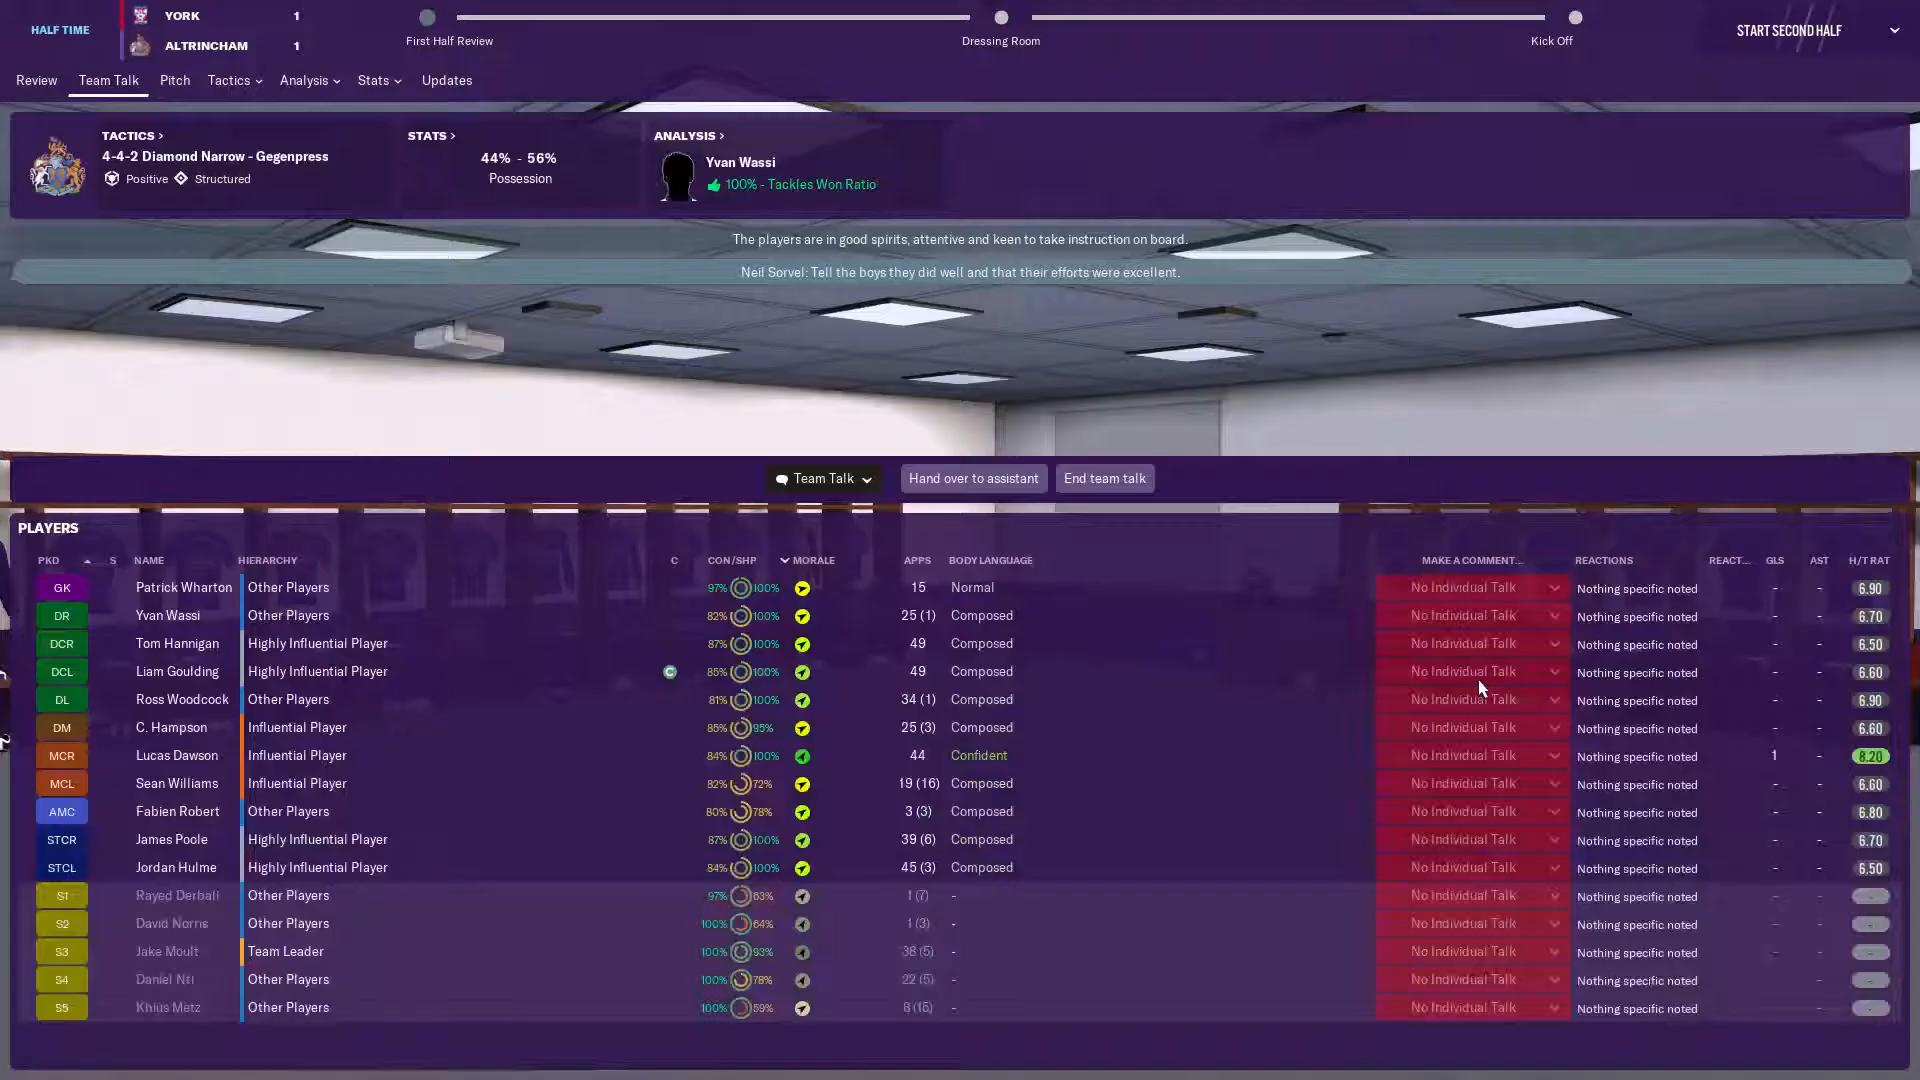 HALF TIME
YORK 1
ALTRINCHAM 1
First Half Review
Dressing Room
Kick Off
START SECOND HALF
Review Team Talk Pitch Tactics Analysis Stats Updates
TACTICS >
4-4-2 Diamond Narrow - Gegenpress
Positive Structured
STATS >
44% - 56%
Possession
ANALYSIS >
Yvan Wassi
100% - Tackles Won Ratio
The players are in good spirits, attentive and keen to take instruction on board.
Neil Sorvel: Tell the boys they did well and that their efforts were excellent.
Team Talk Hand over to assistant End team talk
PLAYERS
PKD S NAME HIERARCHY C CON/SHP MORALE APPS BODY LANGUAGE MAKE A COMMENT... REACTIONS REACT... GLS AST H/T RAT
GK Patrick Wharton Other Players 97% 100% 15 Normal No Individual Talk Nothing specific noted - - 6.90
DR Yvan Wassi Other Players 82% 100% 25 (1) Composed No Individual Talk Nothing specific noted - - 6.70
DCR Tom Hannigan Highly Influential Player 87% 100% 49 Composed No Individual Talk Nothing specific noted - - 6.50
DCL Liam Goulding Highly Influential Player C 85% 100% 49 Composed No Individual Talk Nothing specific noted - - 6.60
DL Ross Woodcock Other Players 81% 100% 34 (1) Composed No Individual Talk Nothing specific noted - - 6.90
DM C. Hampson Influential Player 85% 95% 25 (3) Composed No Individual Talk Nothing specific noted - - 6.60
MCR Lucas Dawson Influential Player 84% 100% 44 Confident No Individual Talk Nothing specific noted 1 - 8.20
MCL Sean Williams Influential Player 82% 72% 19 (16) Composed No Individual Talk Nothing specific noted - - 6.60
AMC Fabien Robert Other Players 80% 78% 3 (3) Composed No Individual Talk Nothing specific noted - - 6.80
STCR James Poole Highly Influential Player 87% 100% 39 (6) Composed No Individual Talk Nothing specific noted - - 6.70
STCL Jordan Hulme Highly Influential Player 84% 100% 45 (3) Composed No Individual Talk Nothing specific noted - - 6.50
S1 Rayed Derbali Other Players 97% 63% 1 (7) - No Individual Talk Nothing specific noted - - -
S2 David Norris Other Players 100% 64% 1 (3) - No Individual Talk Nothing specific noted - - -
S3 Jake Moult Team Leader 100% 93% 38 (5) - No Individual Talk Nothing specific noted - - -
S4 Daniel Nti Other Players 100% 78% 22 (5) - No Individual Talk Nothing specific noted - - -
S5 Khius Metz Other Players 100% 59% 8 (15) - No Individual Talk Nothing specific noted - -